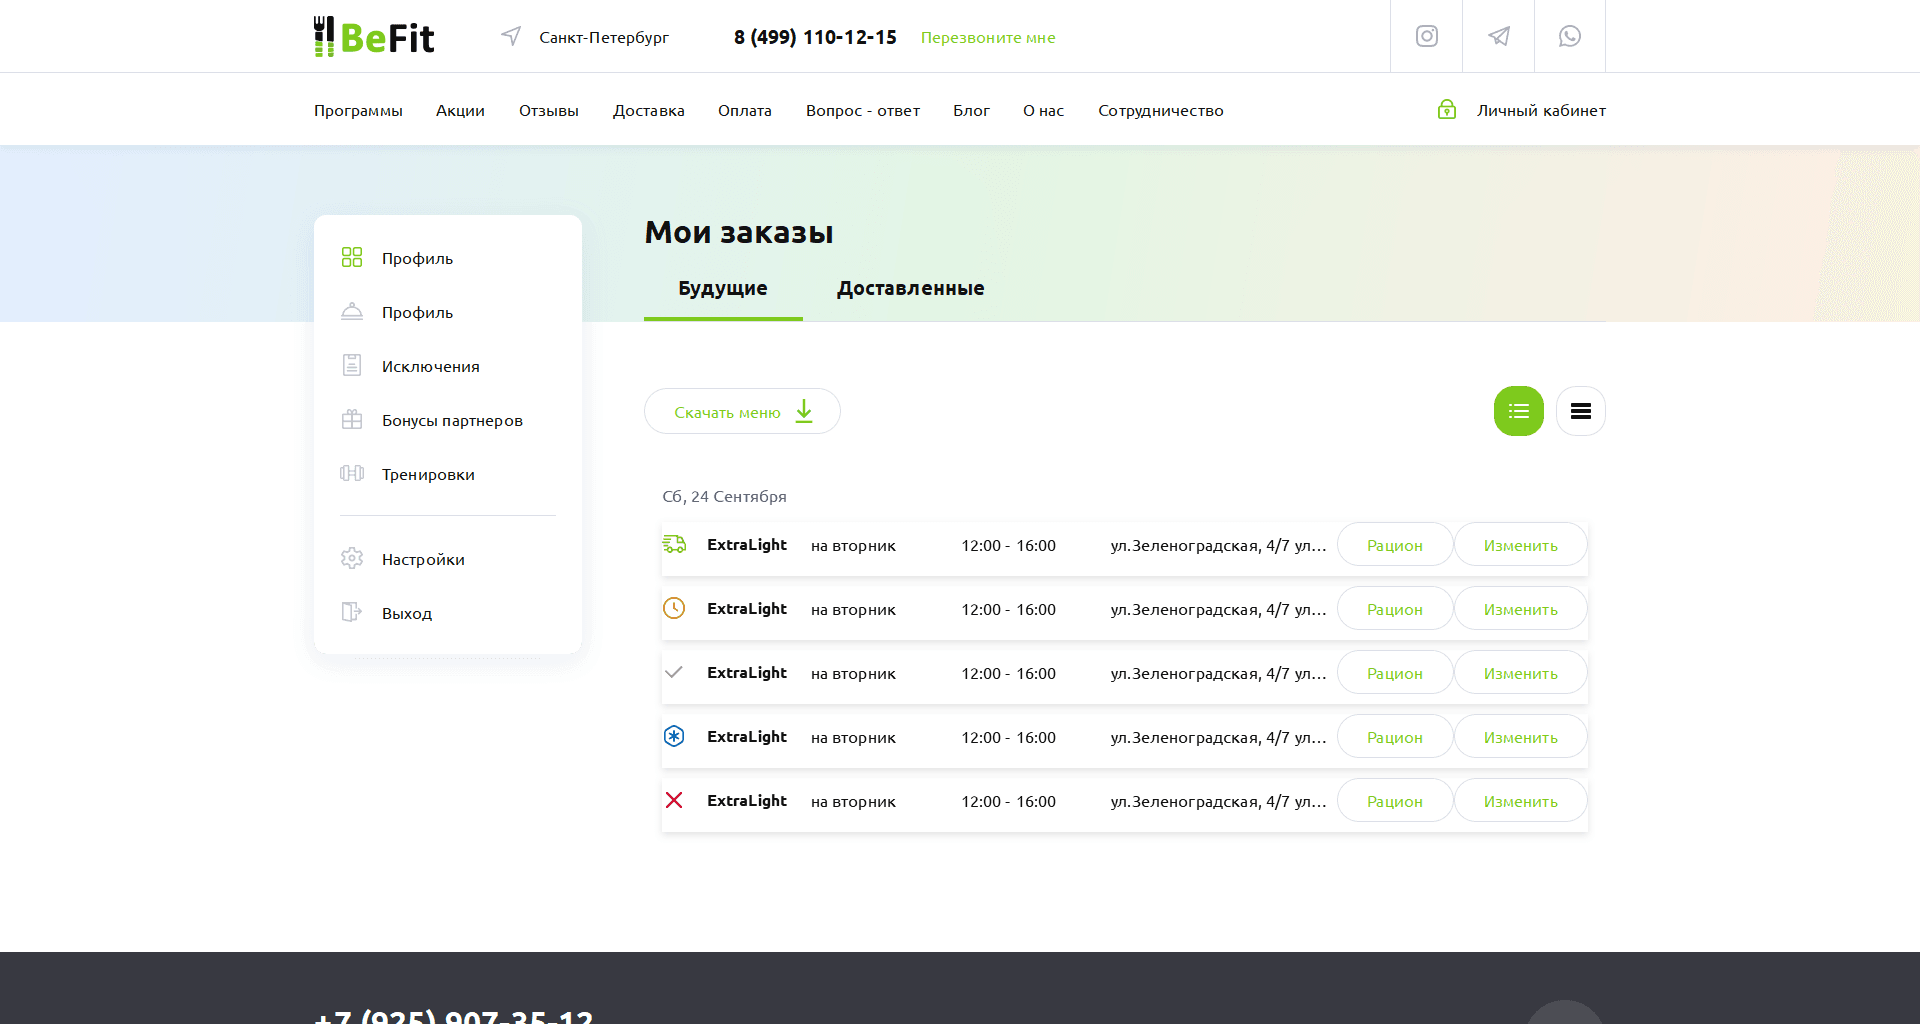 BeFit
Санкт-Петербург
8 (499) 110-12-15
Перезвоните мне
Программы
Акции
Отзывы
Доставка
Оплата
Вопрос - ответ
Блог
О нас
Сотрудничество
Личный кабинет
Профиль
Профиль
Исключения
Бонусы партнеров
Тренировки
Настройки
Выход
Мои заказы
Будущие
Доставленные
Скачать меню
Сб, 24 Сентября
ExtraLight на вторник 12:00 - 16:00 ул.Зеленоградская, 4/7 ул... Рацион Изменить
ExtraLight на вторник 12:00 - 16:00 ул.Зеленоградская, 4/7 ул... Рацион Изменить
ExtraLight на вторник 12:00 - 16:00 ул.Зеленоградская, 4/7 ул... Рацион Изменить
ExtraLight на вторник 12:00 - 16:00 ул.Зеленоградская, 4/7 ул... Рацион Изменить
ExtraLight на вторник 12:00 - 16:00 ул.Зеленоградская, 4/7 ул... Рацион Изменить
+7 (925) 907-35-12